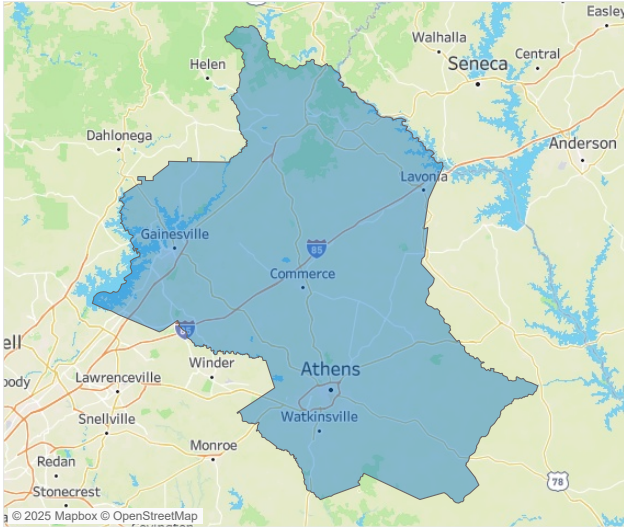 Easley
Walhalla
Central
Helen
Seneca
Dahlonega
Anderson
Lavonia
Gainesville
85
Commerce
85
ell
Winder
Athens
oody
Lawrenceville
Snellville
Watkinsville
Monroe
Redan
78
Stonecrest
a
Covington
© 2025 Mapbox © OpenStreetMap